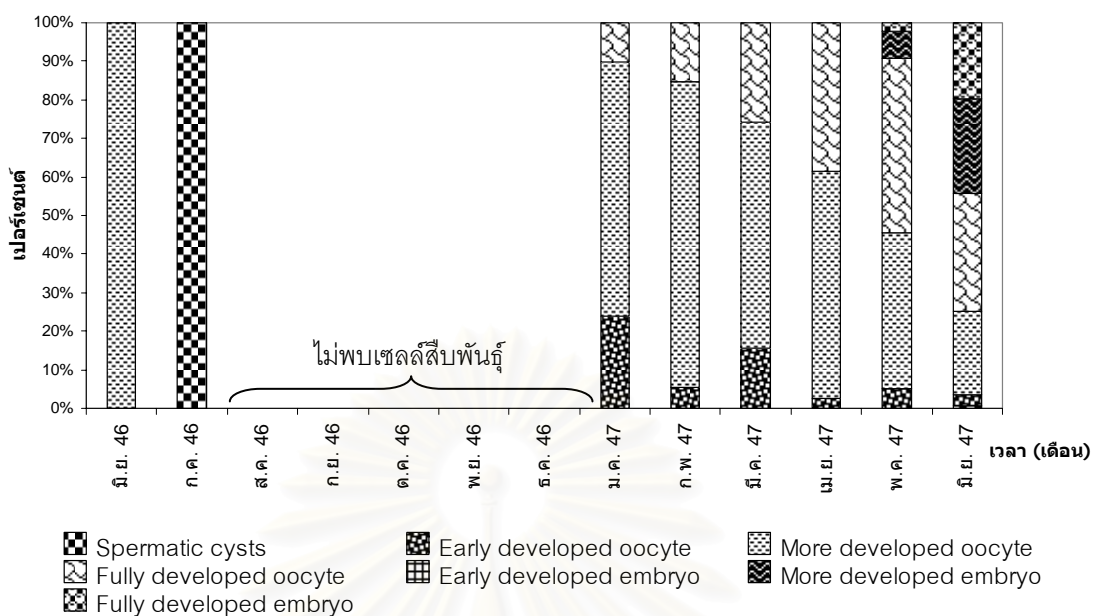 100%
90%
80%
70%
60%
50%
40%
30%
20%
10%
0%
เปอร์เซนต์
ไม่พบเซลล์สืบพันธุ์
มิ.ย. 46
ก.ค. 46
ส.ค. 46
ก.ย. 46
ต.ค. 46
พ.ย. 46
ธ.ค. 46
ม.ค. 47
ก.พ. 47
มี.ค. 47
เม.ย. 47
พ.ค. 47
มิ.ย. 47
เวลา (เดือน)
Spermatic cysts
Early developed oocyte
More developed oocyte
Fully developed oocyte
Early developed embryo
More developed embryo
Fully developed embryo